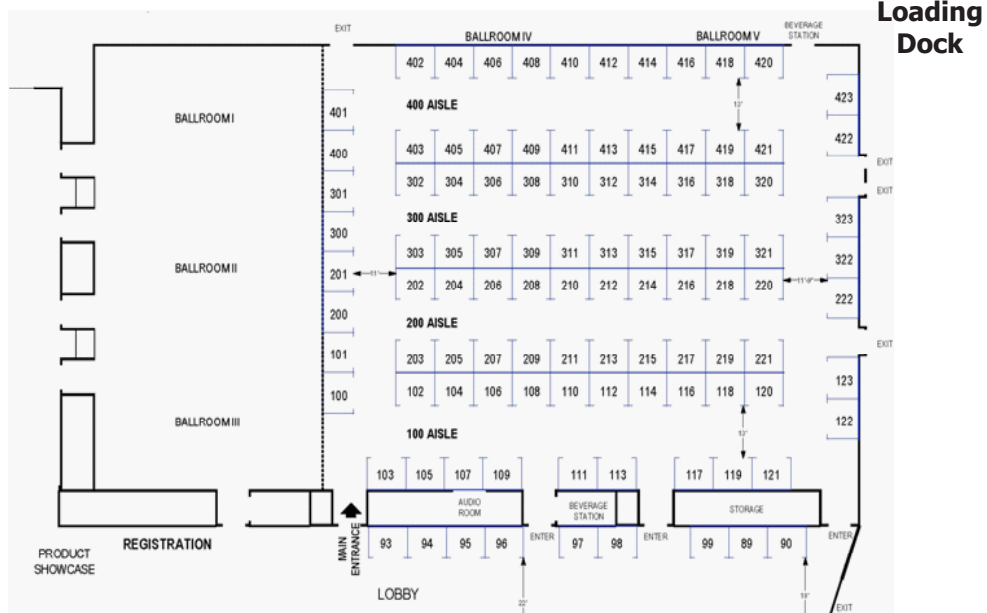 Loading
Dock
EXIT
BALLROOM IV
BALLROOM V
BEVERAGE
STATION
402 404 406 408 410 412 414 416 418 420
423
BALLROOM I
401
400 AISLE
13'
422
400
403 405 407 409 411 413 415 417 419 421
EXIT
302 304 306 308 310 312 314 316 318 320
EXIT
301
300 AISLE
323
300
303 305 307 309 311 313 315 317 319 321
322
BALLROOM II
201
11'
202 204 206 208 210 212 214 216 218 220
222
200
200 AISLE
EXIT
101
203 205 207 209 211 213 215 217 219 221
123
100
102 104 106 108 110 112 114 116 118 120
122
BALLROOM III
100 AISLE
13'
103 105 107 109
111 113
117 119 121
AUDIO
ROOM
BEVERAGE
STATION
STORAGE
REGISTRATION
MAIN
ENTRANCE
93 94 95 96
ENTER
97 98
ENTER
99 89 90
ENTER
PRODUCT
SHOWCASE
LOBBY
EXIT